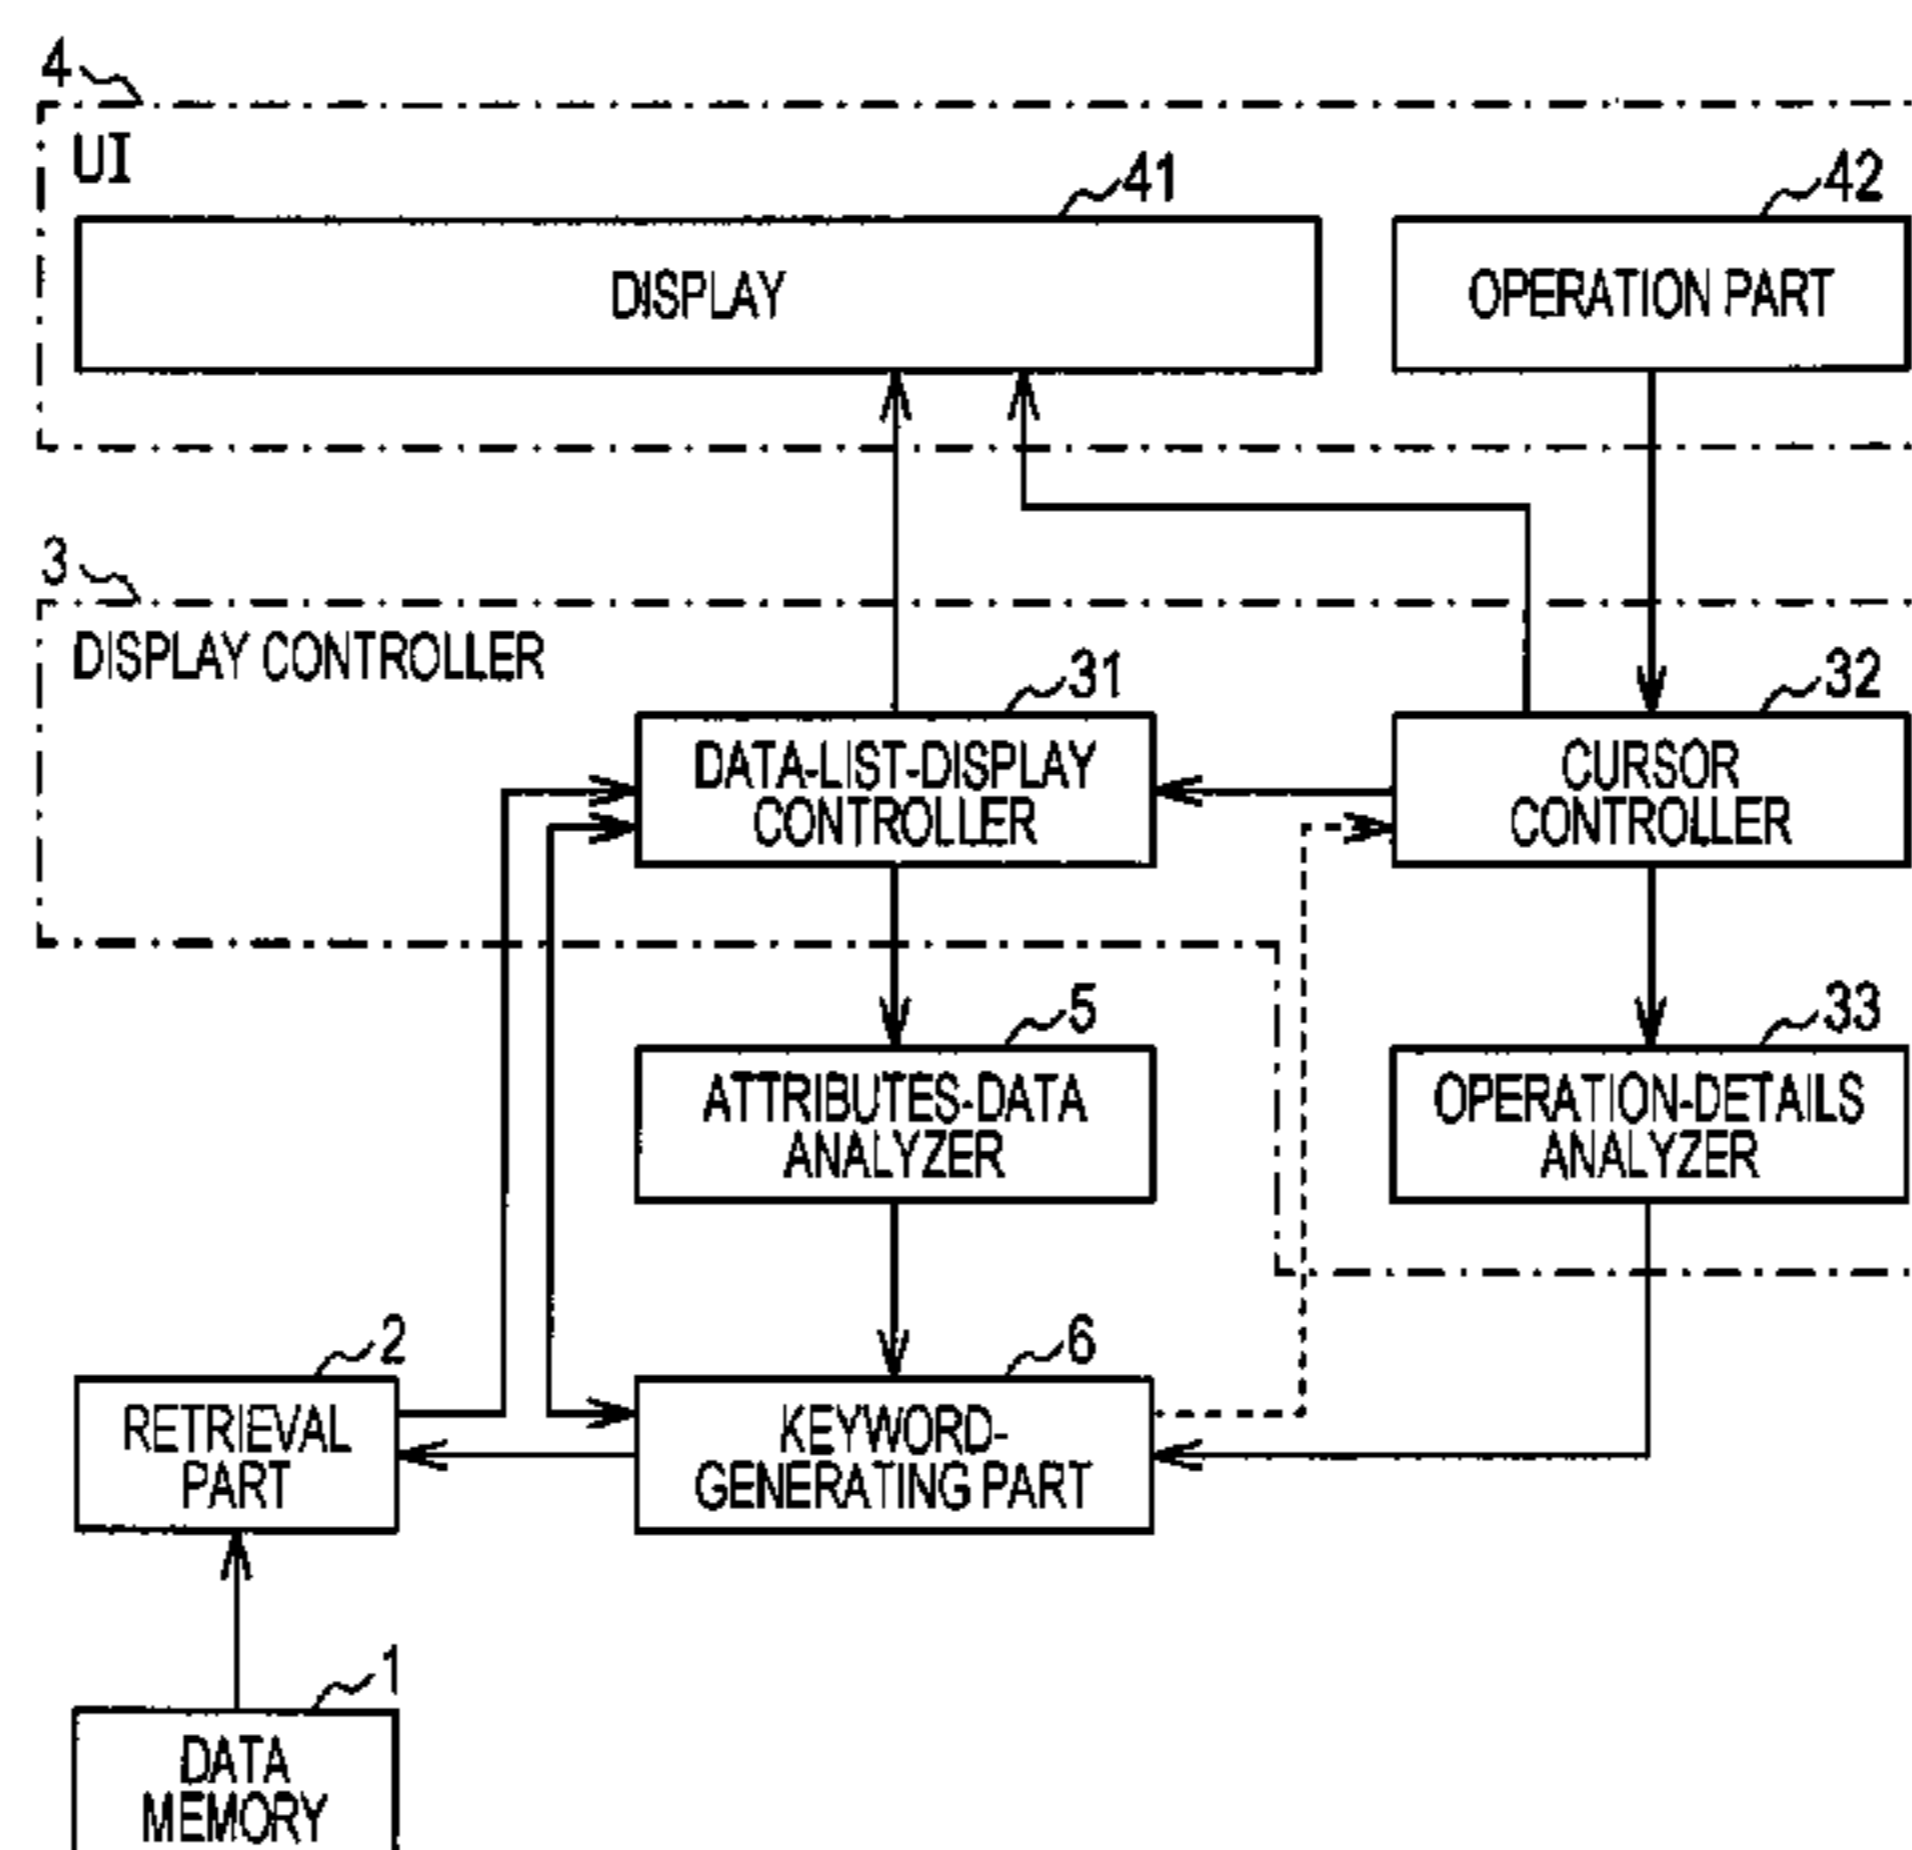 4
UI
41
42
DISPLAY
OPERATION PART
3
DISPLAY CONTROLLER
31
32
DATA-LIST-DISPLAY
CONTROLLER
CURSOR
CONTROLLER
5
33
ATTRIBUTES-DATA
ANALYZER
OPERATION-DETAILS
ANALYZER
2
6
RETRIEVAL
PART
KEYWORD-
GENERATING PART
1
DATA
MEMORY